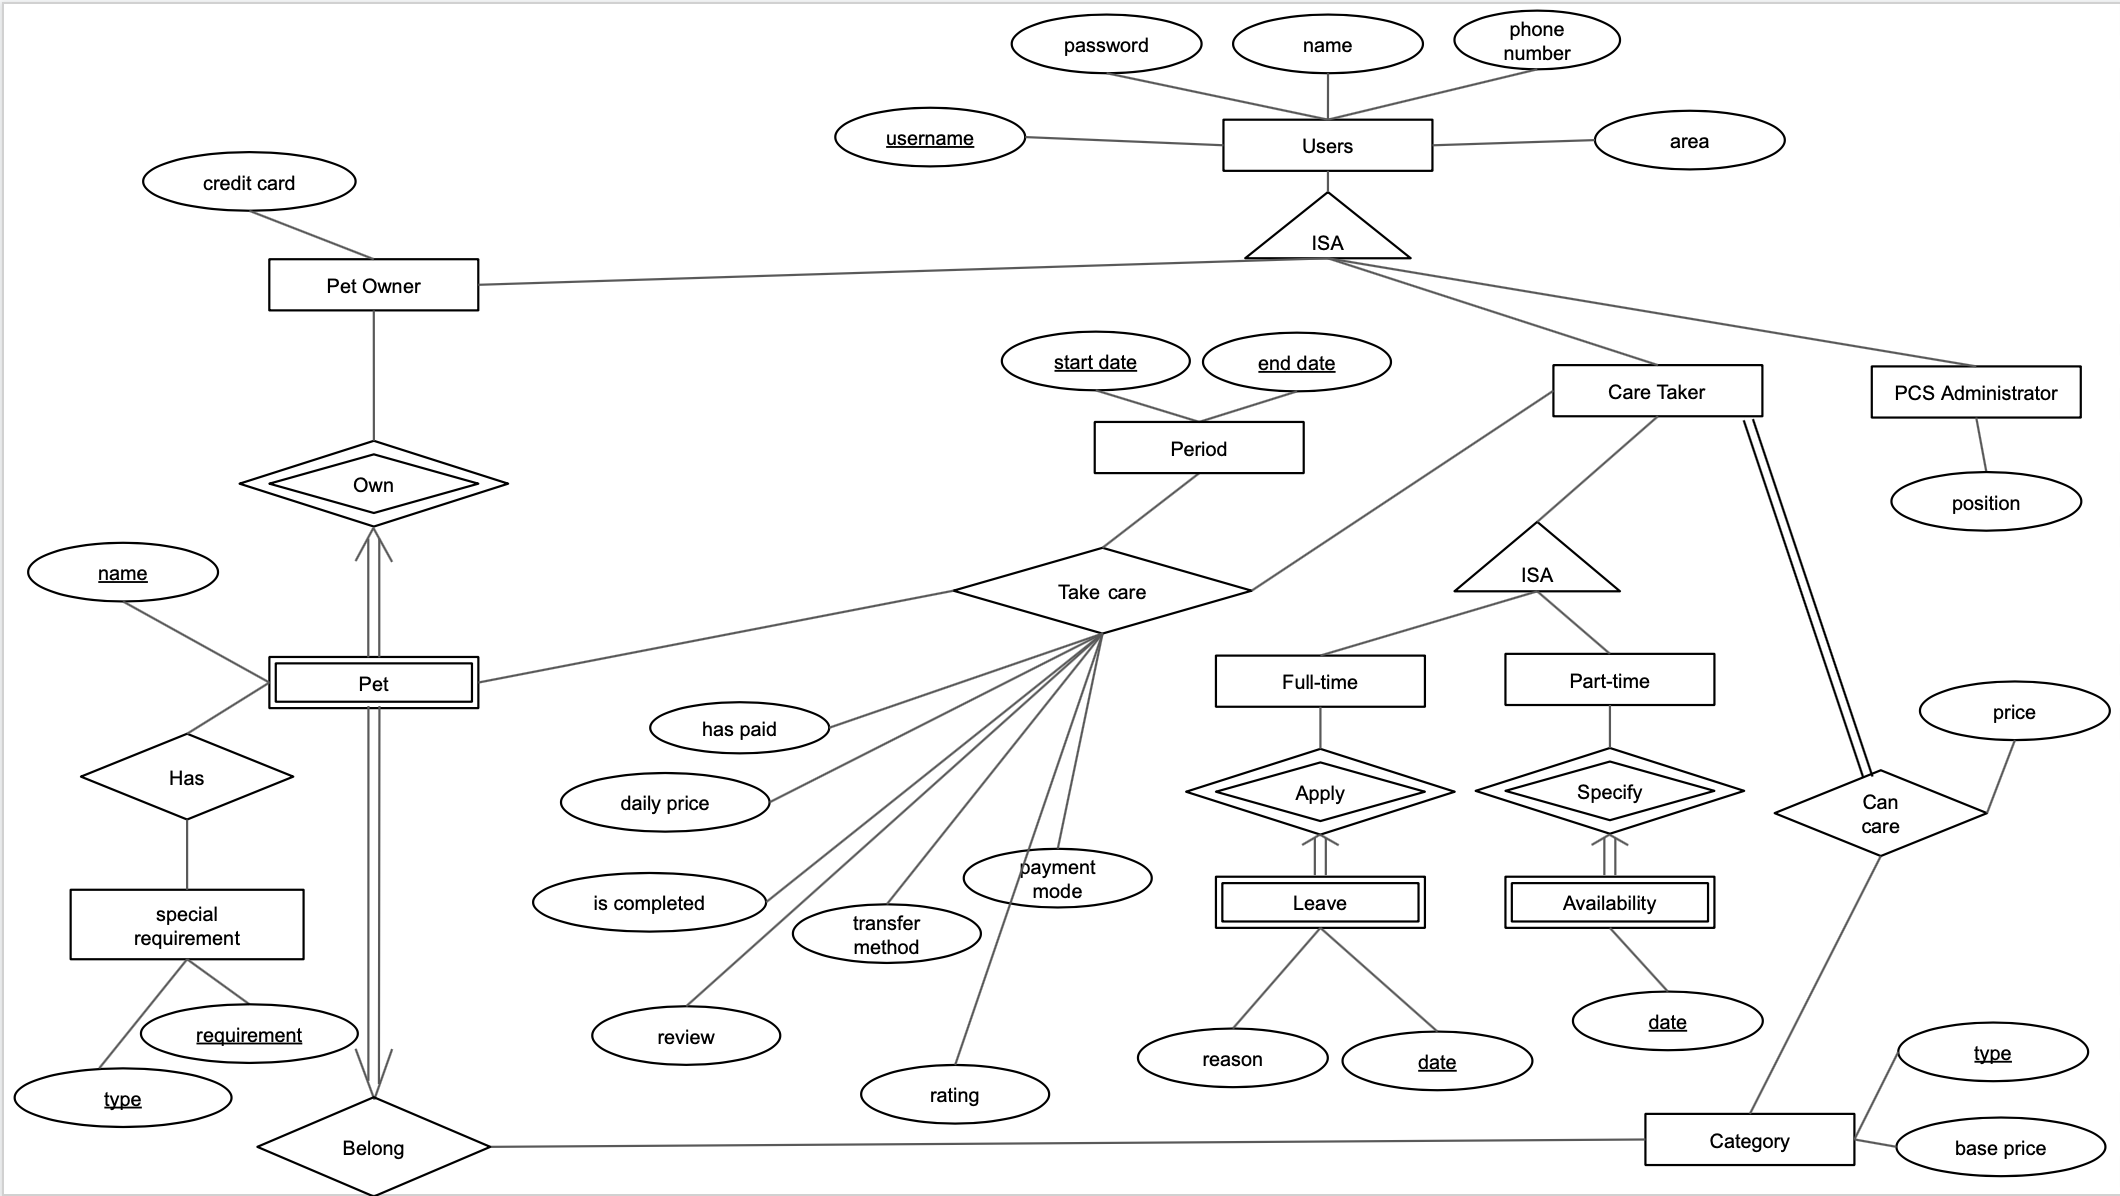 password
name
phone
number
username
Users
area
credit card
ISA
Pet Owner
start date
end date
Care Taker
PCS Administrator
Period
Own
position
name
Take care
ISA
Pet
Full-time
Part-time
has paid
price
Has
daily price
Apply
Specify
Can
care
payment
mode
is completed
Leave
Availability
special
requirement
transfer
method
requirement
review
reason
date
date
type
type
rating
Belong
Category
base price